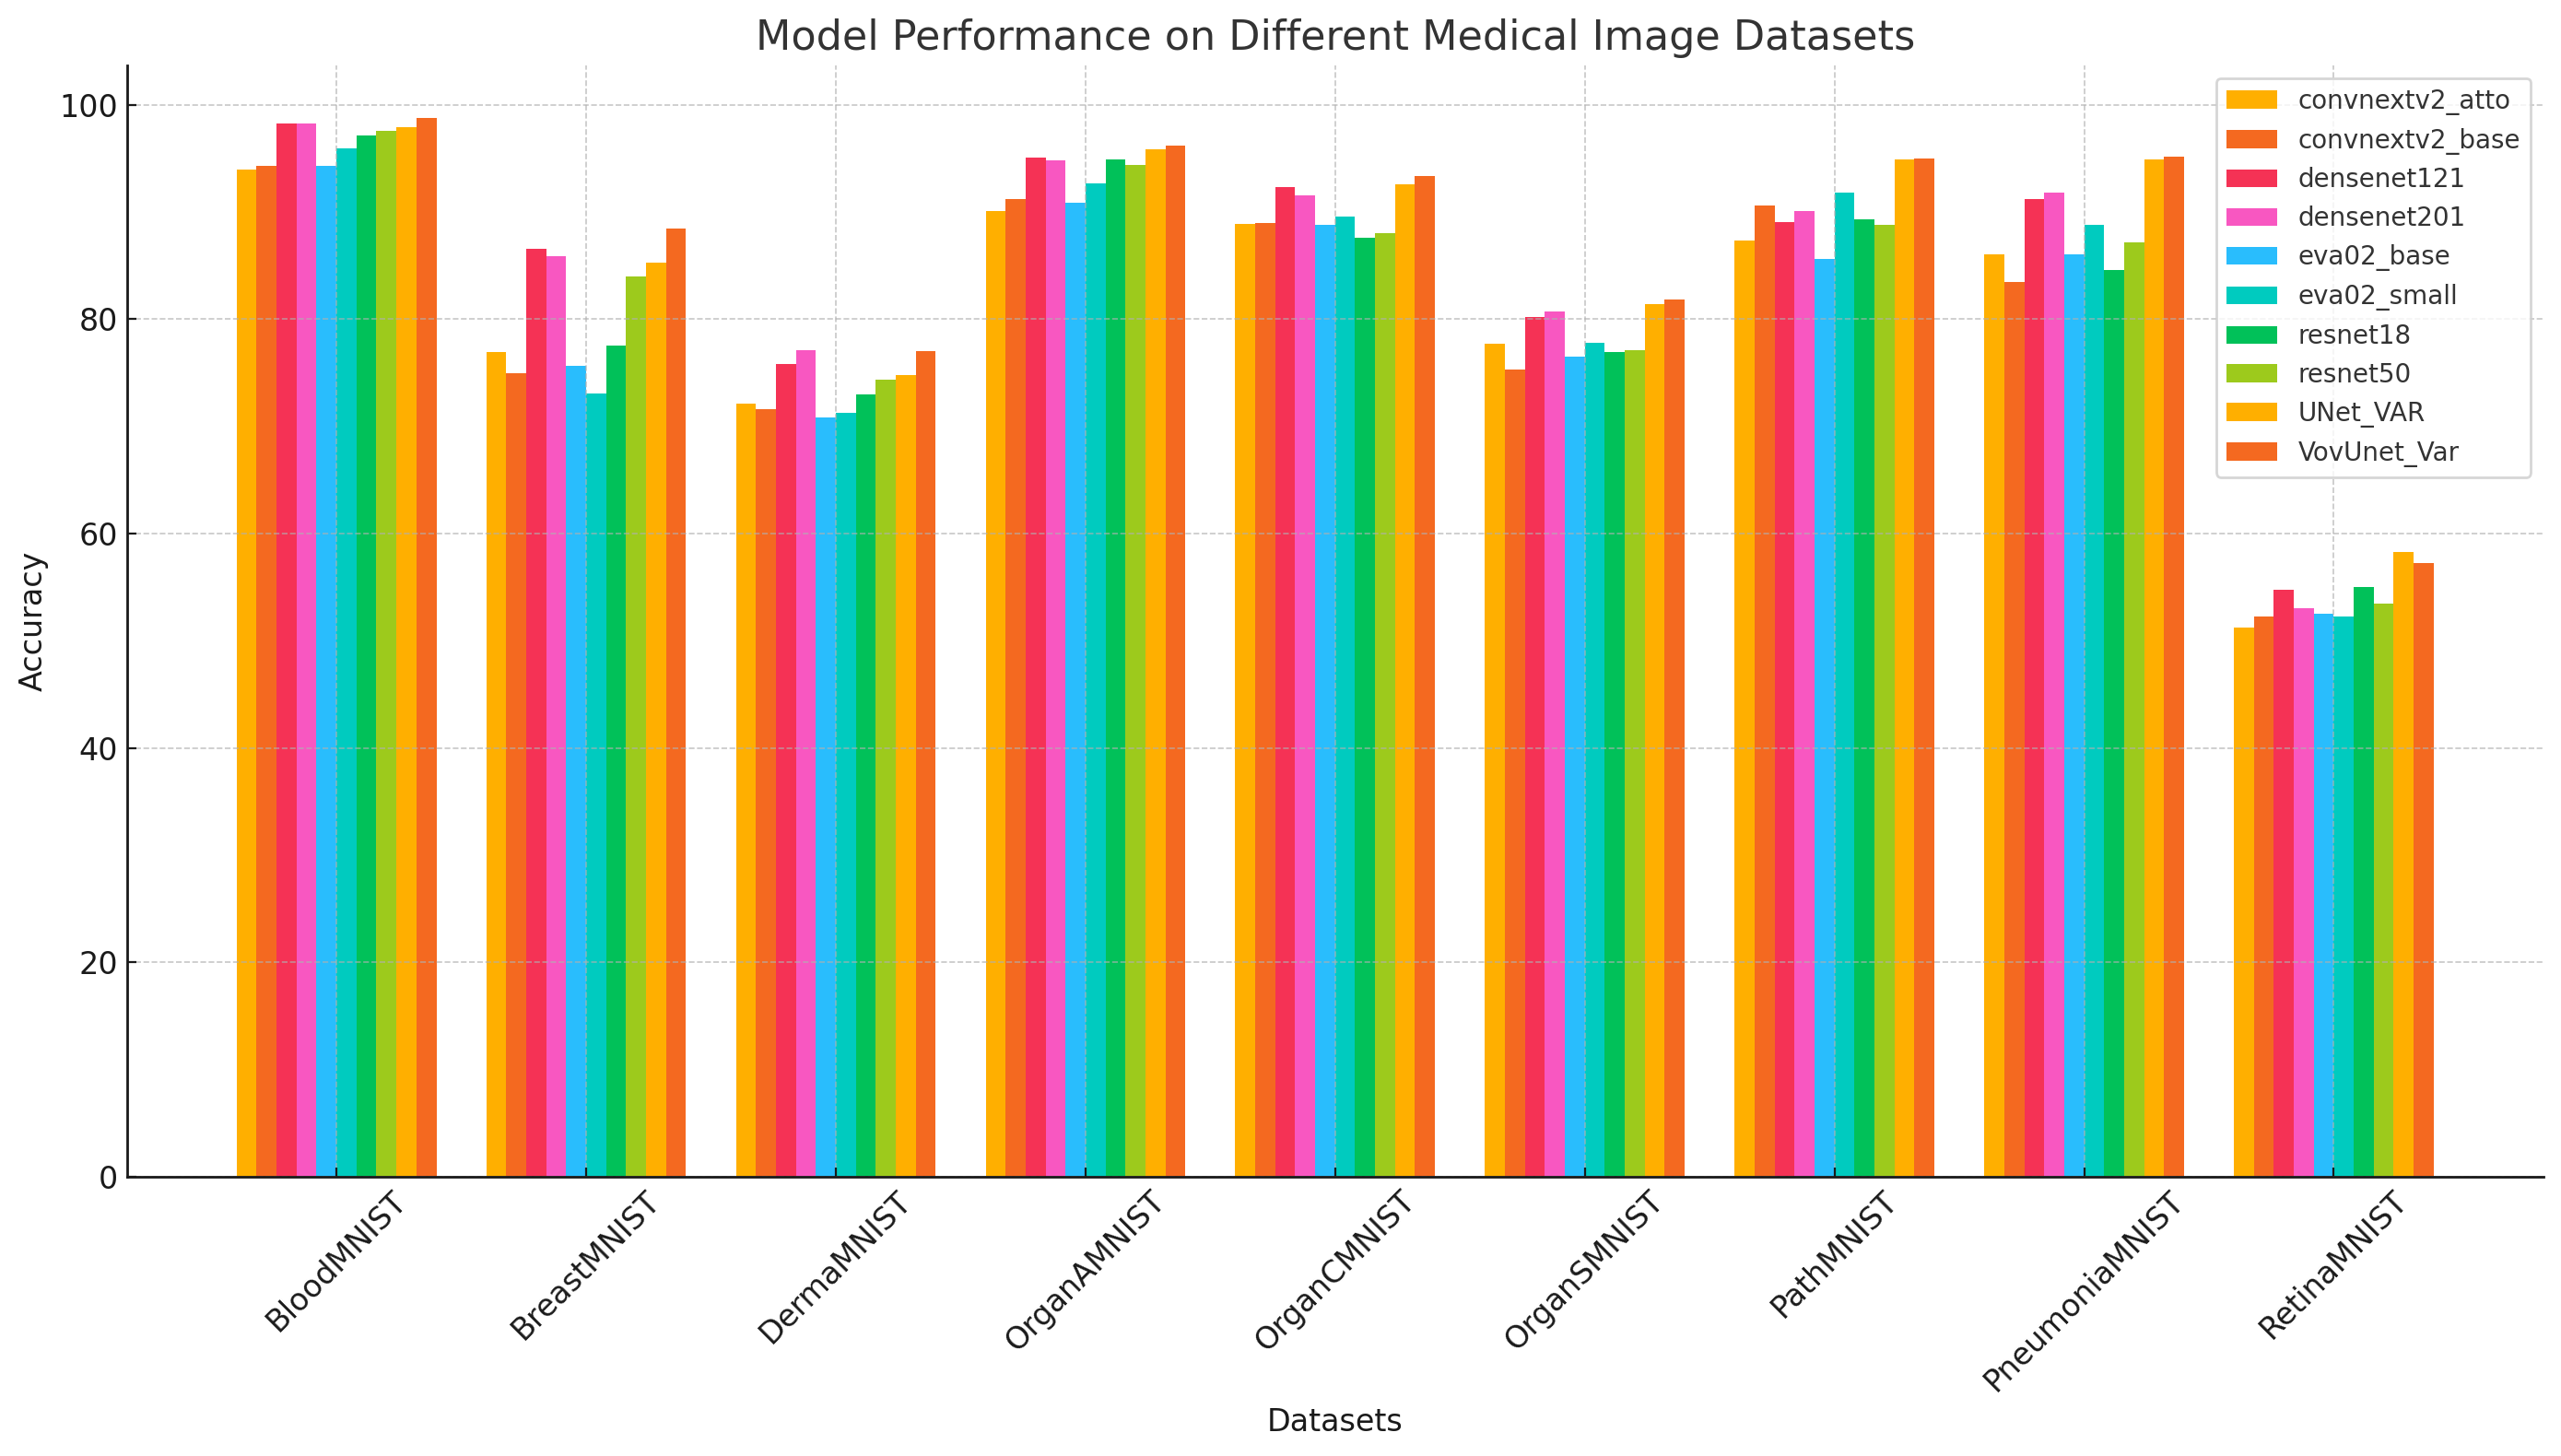 Model Performance on Different Medical Image Datasets
100
80
60
40
20
0
Accuracy
convnextv2_atto
convnextv2_base
densenet121
densenet201
eva02_base
eva02_small
resnet18
resnet50
UNet_VAR
VovUnet_Var
BloodMNIST
BreastMNIST
DermaMNIST
OrganAMNIST
OrganCMNIST
OrganSMNIST
PathMNIST
PneumoniaMNIST
RetinaMNIST
Datasets